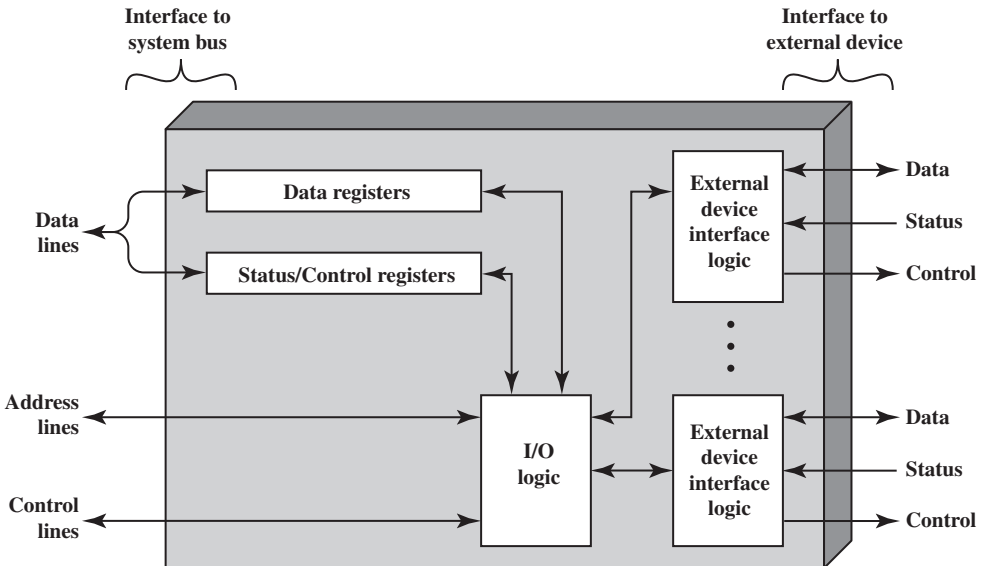 Interface to
system bus
Interface to
external device
Data registers
Status/Control registers
Data
lines
Address
lines
Control
lines
I/O
logic
External
device
interface
logic
Data
Status
Control
External
device
interface
logic
Data
Status
Control